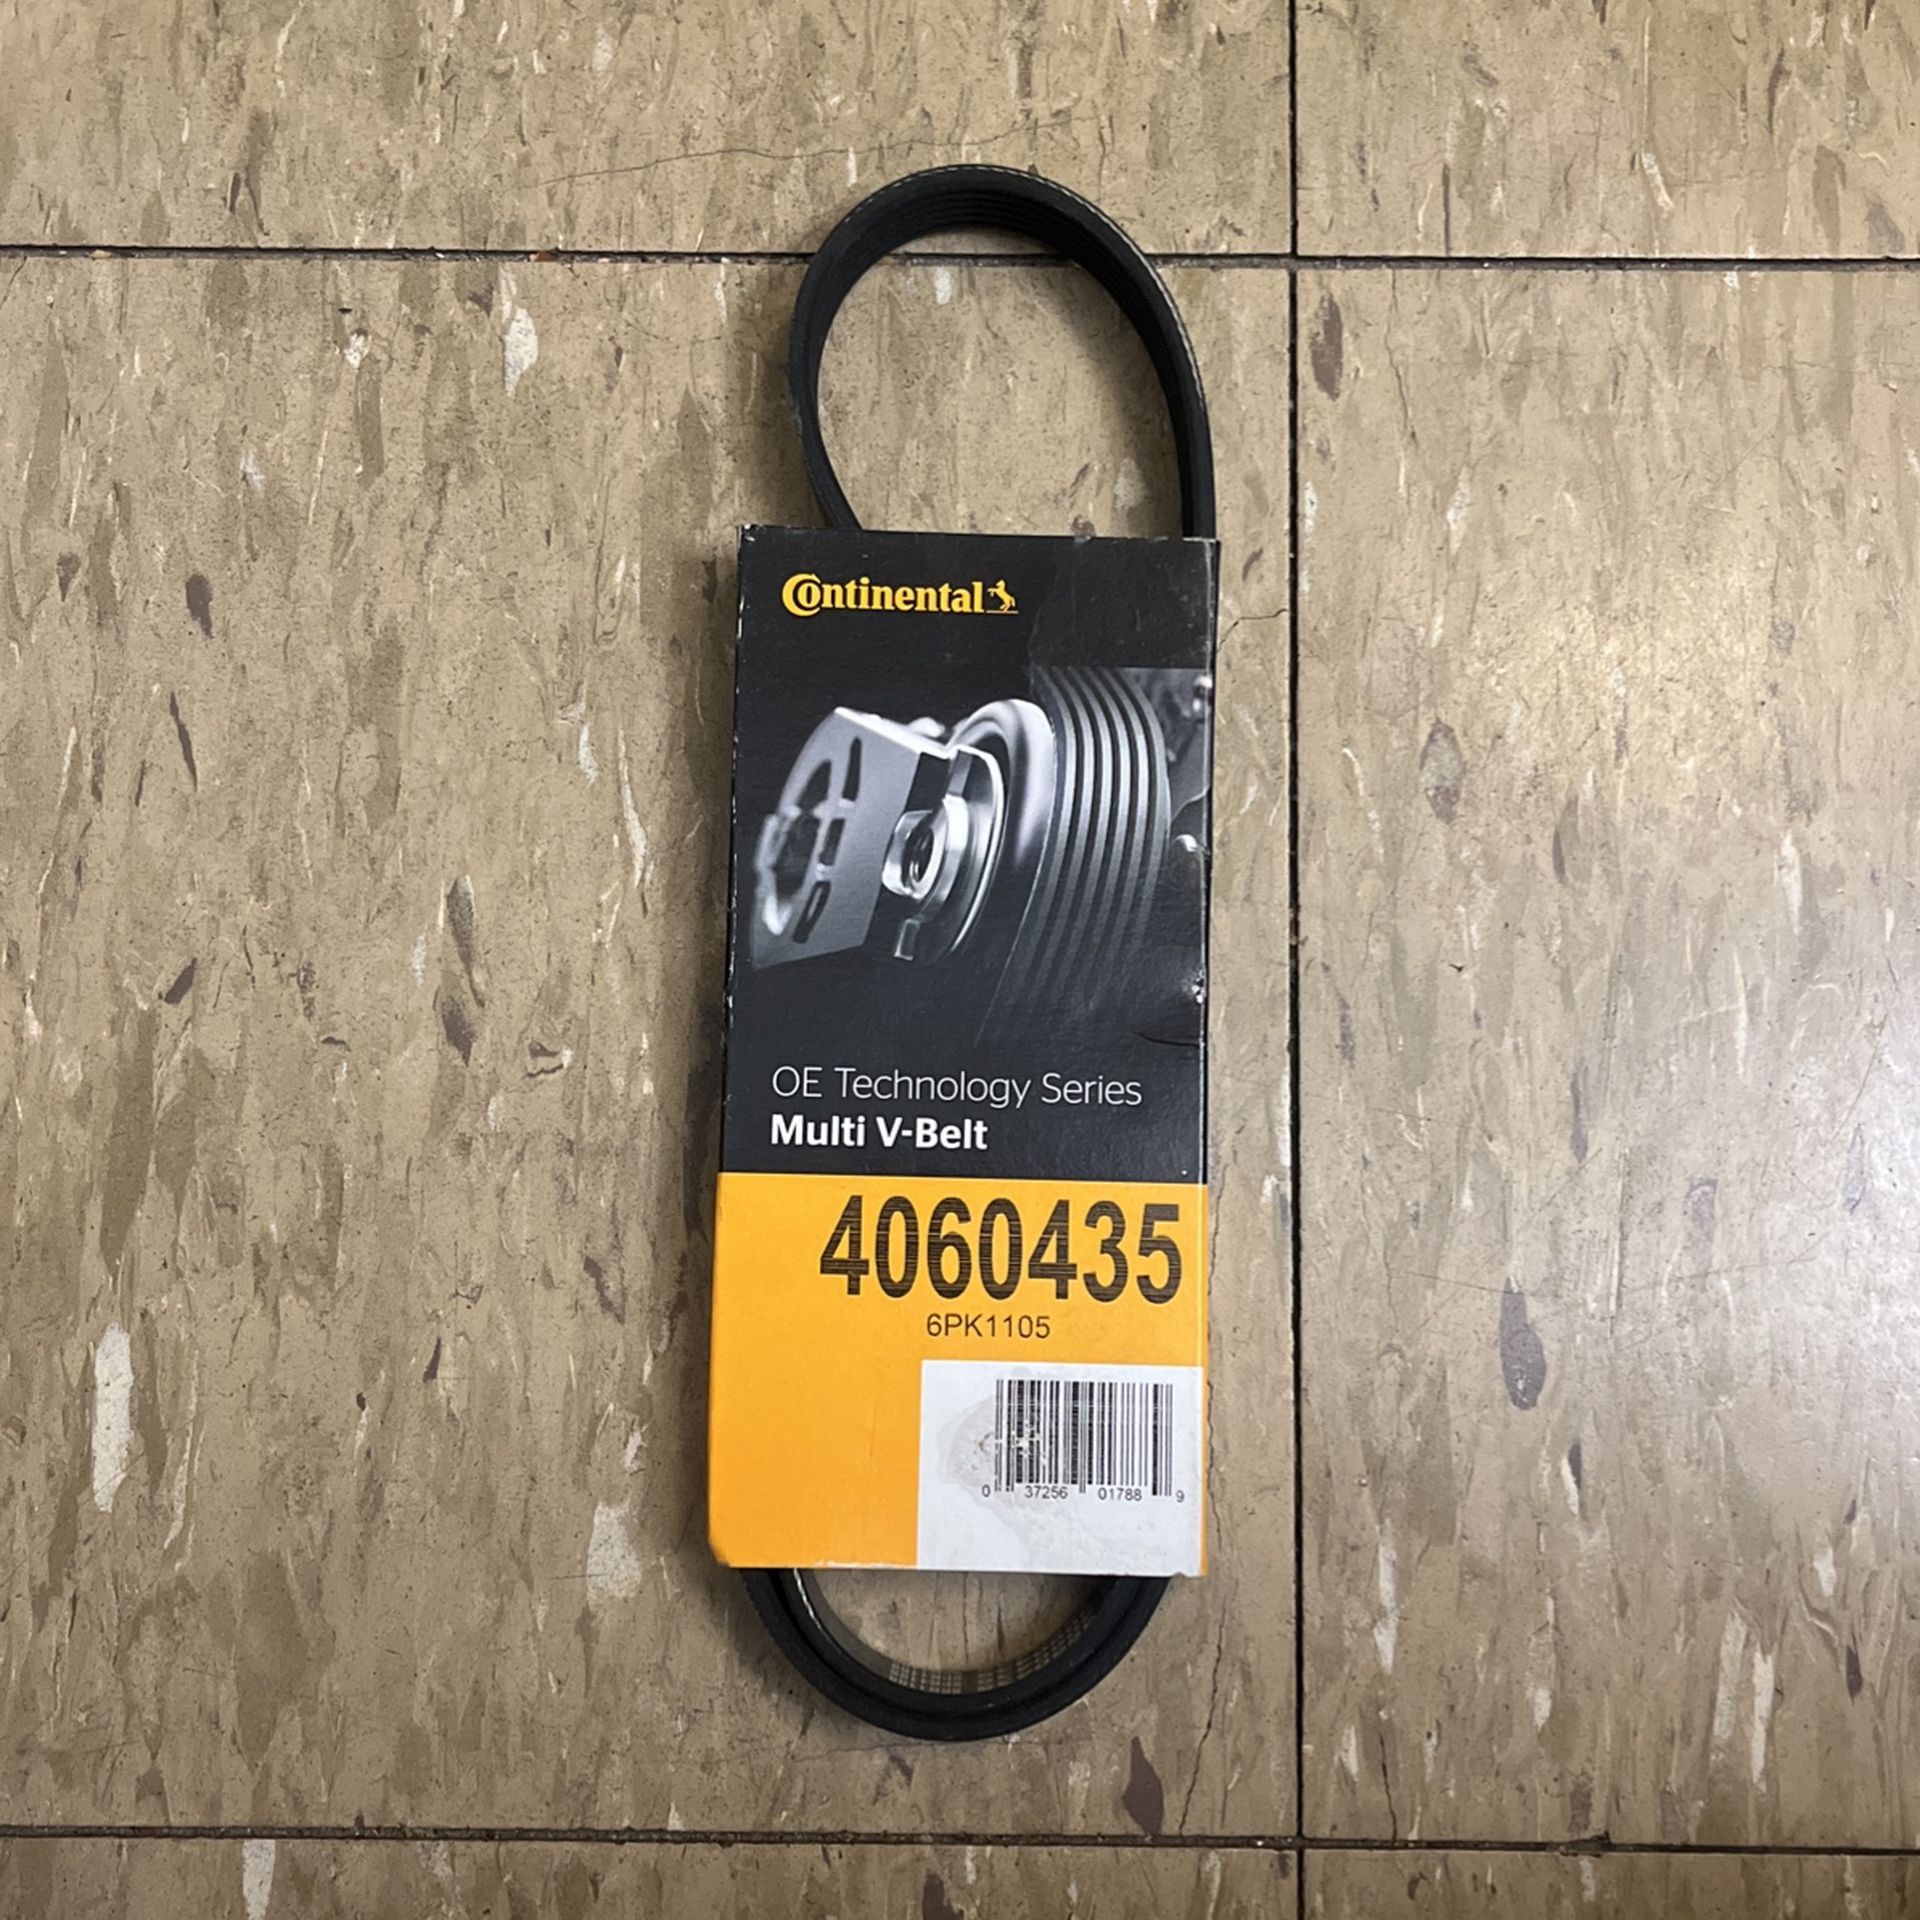 Continental
OE Technology Series
Multi V-Belt
4060435
6PK1105
0 37256 01788 9